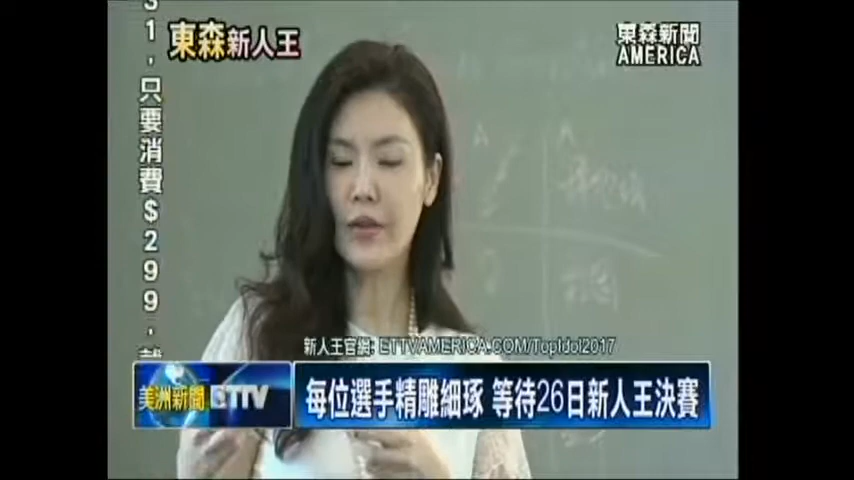 $1，只要消費$299，
東森新人王
東森新聞
AMERICA
A
A
新人王官網: ETTVAMERICA.COM/TopIdol2017
美洲新聞 ETTV
每位選手精雕細琢 等待26日新人王決賽